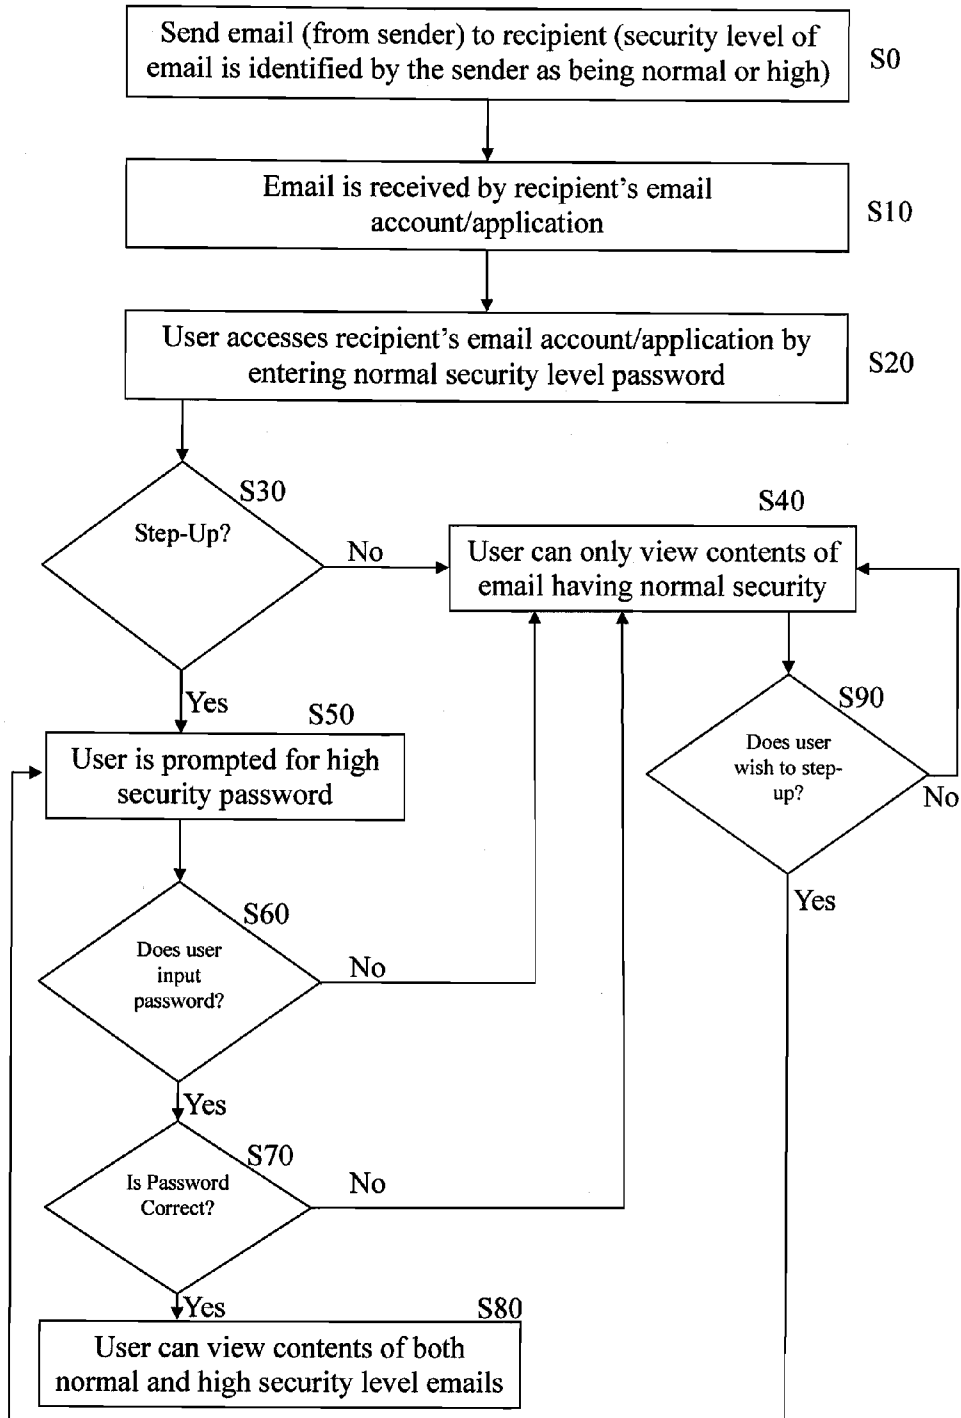 Send email (from sender) to recipient (security level of
email is identified by the sender as being normal or high)
S0
Email is received by recipient's email
account/application
S10
User accesses recipient's email account/application by
entering normal security level password
S20
S30
Step-Up?
No
S40
User can only view contents of
email having normal security
Yes
S50
User is prompted for high
security password
S90
Does user
wish to step-
up?
No
Yes
S60
Does user
input
password?
No
Yes
S70
Is Password
Correct?
No
Yes
S80
User can view contents of both
normal and high security level emails